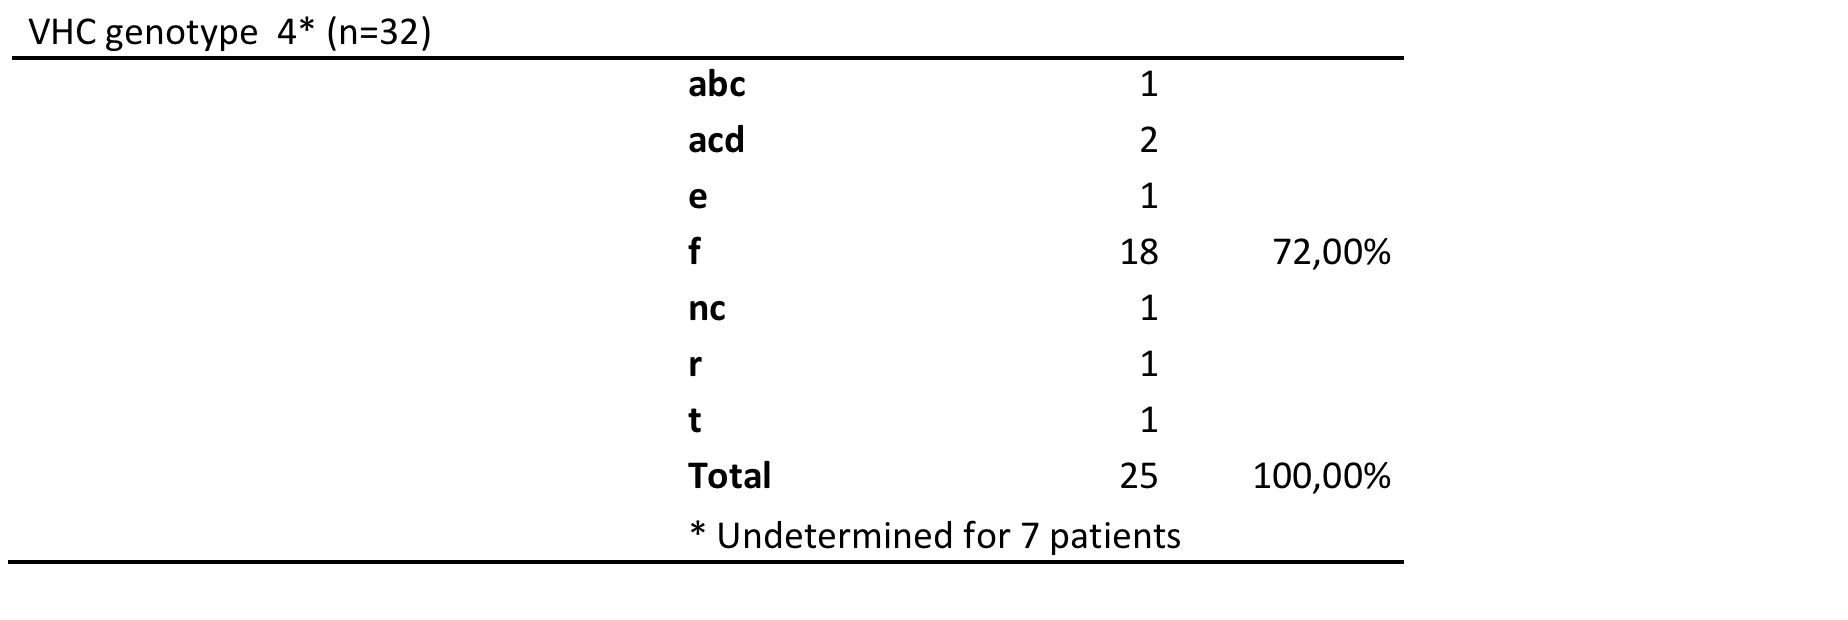 VHC genotype  4* (n=32)
abc 1
acd 2
e 1
f 18 72,00%
nc 1
r 1
t 1
Total 25 100,00%
* Undetermined for 7 patients